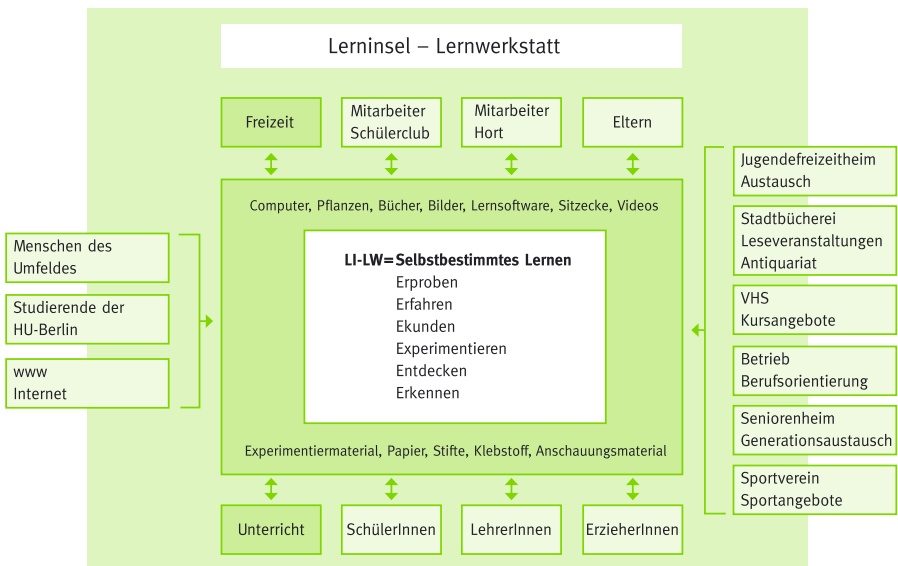 Lerninsel – Lernwerkstatt
Freizeit
Mitarbeiter
Schülerclub
Mitarbeiter
Hort
Eltern
Computer, Pflanzen, Bücher, Bilder, Lernsoftware, Sitzecke, Videos
LI-LW=Selbstbestimmtes Lernen
Erproben
Erfahren
Ekunden
Experimentieren
Entdecken
Erkennen
Experimentiermaterial, Papier, Stifte, Klebstoff, Anschauungsmaterial
Menschen des
Umfeldes
Studierende der
HU-Berlin
www
Internet
Jugendefreizeitheim
Austausch
Stadtbücherei
Leseveranstaltungen
Antiquariat
VHS
Kursangebote
Betrieb
Berufsorientierung
Seniorenheim
Generationsaustausch
Sportverein
Sportangebote
Unterricht
SchülerInnen
LehrerInnen
ErzieherInnen